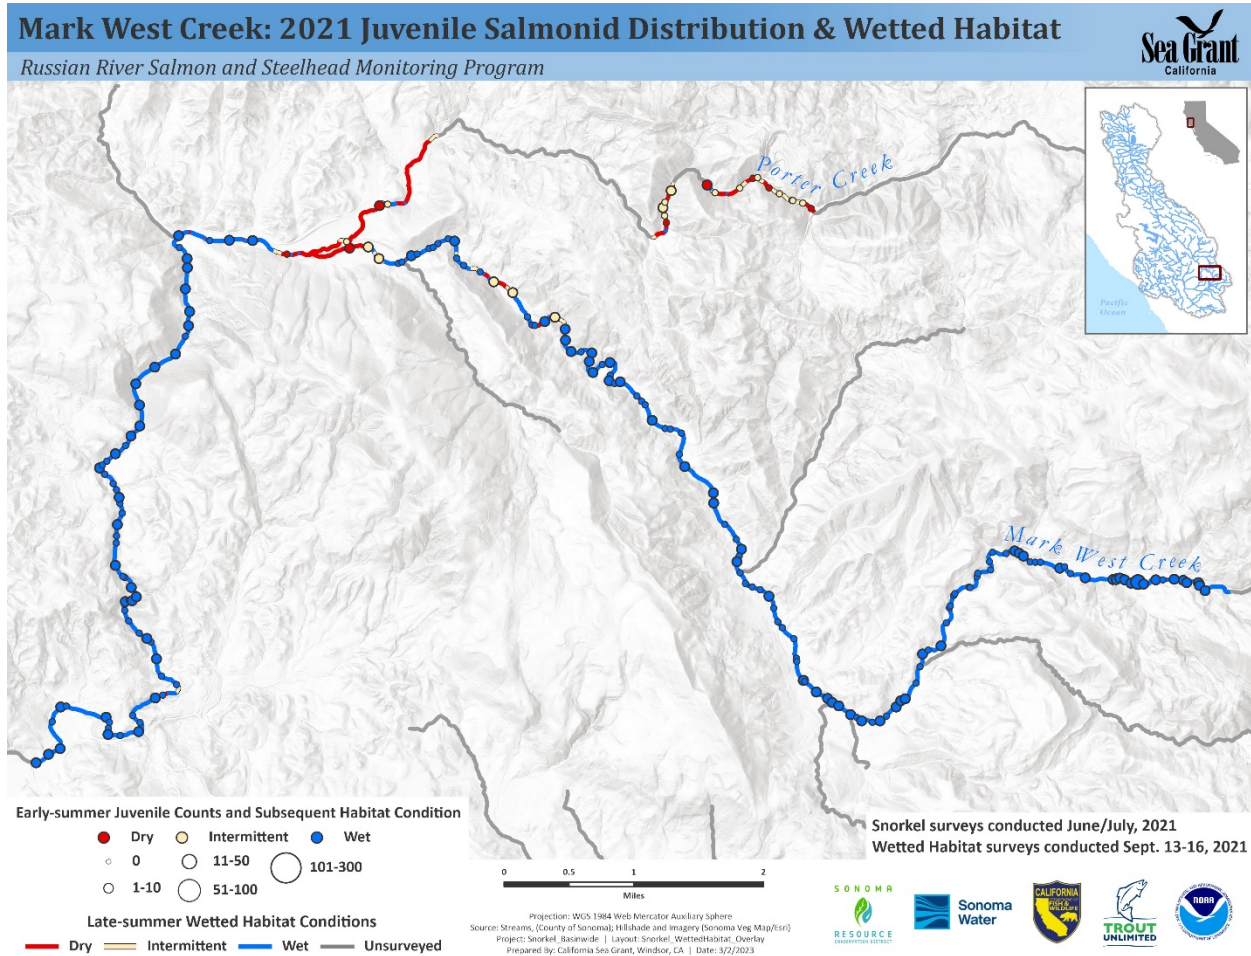 Mark West Creek: 2021 Juvenile Salmonid Distribution & Wetted Habitat
Russian River Salmon and Steelhead Monitoring Program
Sea Grant
California
Porter Creek
Pacific
Ocean
Mark West Creek
Early-summer Juvenile Counts and Subsequent Habitat Condition
Dry Intermittent Wet
0 11-50 101-300
1-10 51-100
Late-summer Wetted Habitat Conditions
Dry Intermittent Wet Unsurveyed
0 0.5 1 2
Miles
Projection: WGS 1984 Web Mercator Auxiliary Sphere
Source: Streams, (County of Sonoma); Hillshade and Imagery (Sonoma Veg Map/Esri)
Project: Snorkel_Basinwide | Layout: Snorkel_WettedHabitat_Overlay
Prepared By: California Sea Grant, Windsor, CA | Date: 3/2/2023
Snorkel surveys conducted June/July, 2021
Wetted Habitat surveys conducted Sept. 13-16, 2021
SONOMA
RESOURCE
CONSERVATION DISTRICT
Sonoma
Water
CALIFORNIA
FISH &
WILDLIFE
TROUT
UNLIMITED
NOAA